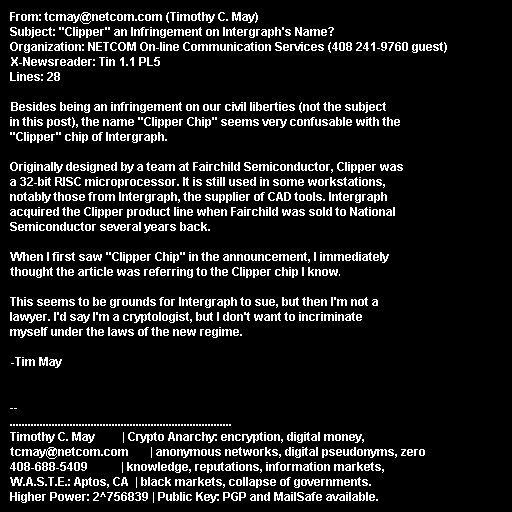 From: tcmay@netcom.com (Timothy C. May)
Subject: "Clipper" an Infringement on Intergraph's Name?
Organization: NETCOM On-line Communication Services (408 241-9760 guest)
X-Newsreader: Tin 1.1 PL5
Lines: 28

Besides being an infringement on our civil liberties (not the subject
in this post), the name "Clipper Chip" seems very confusable with the
"Clipper" chip of Intergraph.

Originally designed by a team at Fairchild Semiconductor, Clipper was
a 32-bit RISC microprocessor. It is still used in some workstations,
notably those from Intergraph, the supplier of CAD tools. Intergraph
acquired the Clipper product line when Fairchild was sold to National
Semiconductor several years back.

When I first saw "Clipper Chip" in the announcement, I immediately
thought the article was referring to the Clipper chip I know.

This seems to be grounds for Intergraph to sue, but then I'm not a
lawyer. I'd say I'm a cryptologist, but I don't want to incriminate
myself under the laws of the new regime.

-Tim May

--
..........................................................................
Timothy C. May | Crypto Anarchy: encryption, digital money,
tcmay@netcom.com | anonymous networks, digital pseudonyms, zero
408-688-5409 | knowledge, reputations, information markets,
W.A.S.T.E.: Aptos, CA | black markets, collapse of governments.
Higher Power: 2^756839 | Public Key: PGP and MailSafe available.